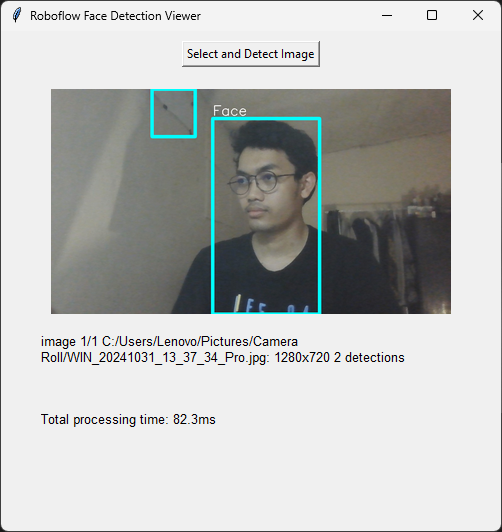 Roboflow Face Detection Viewer
Select and Detect Image
Face
image 1/1 C:/Users/Lenovo/Pictures/Camera
Roll/WIN_20241031_13_37_34_Pro.jpg: 1280x720 2 detections
Total processing time: 82.3ms